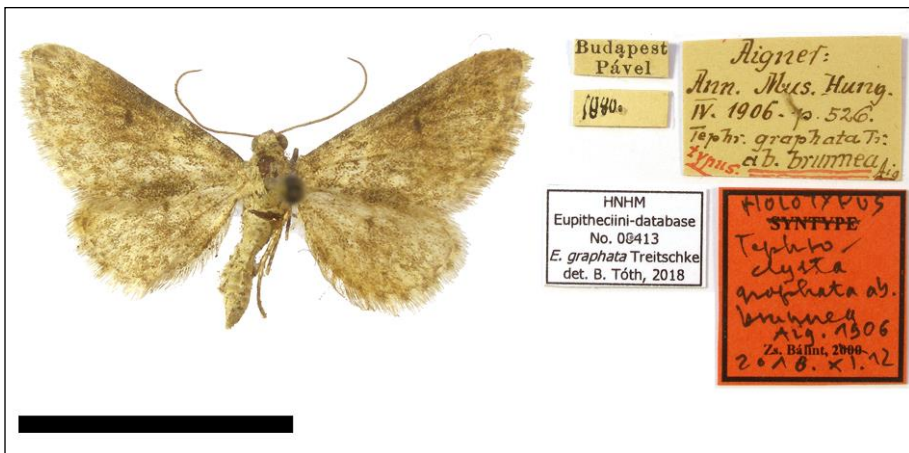 Budapest
Pável
1880.
Aigner:
Ann. Mus. Hung.
IV. 1906. p. 526.
Tephr. graphata Tr.
typus. ab. brunnea Aig
HNHM
Eupitheciini-database
No. 08413
E. graphata Treitschke
det. B. Tóth, 2018
HOLOTYPUS
SYNTYPE
Tephro-
clysta
graphata ab.
brunnea
Aig. 1906
Zs. Bálint, 2000
2018. XI. 12